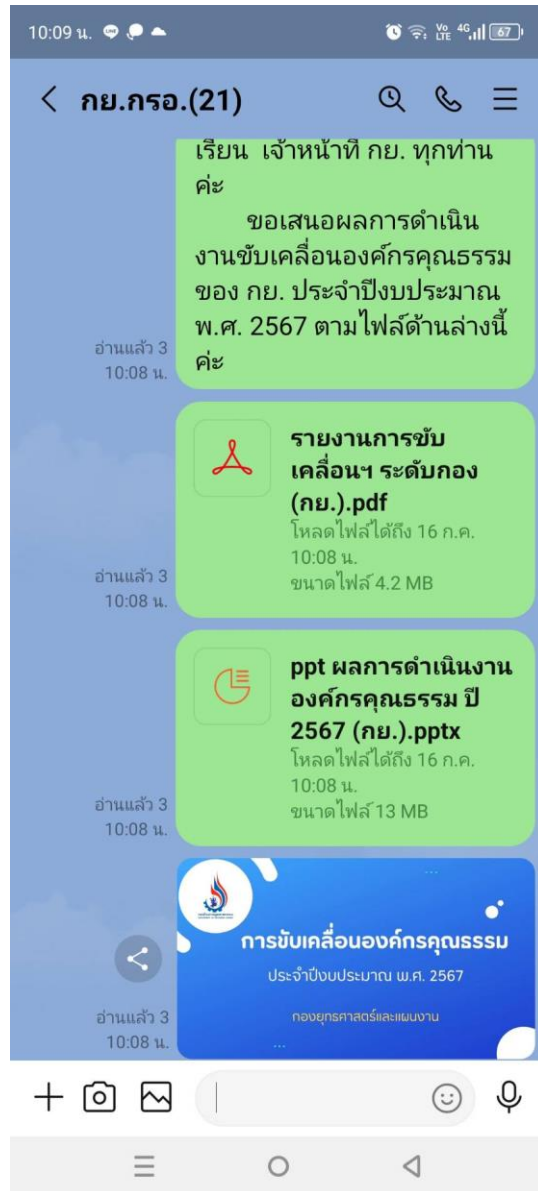 10:09 น.
Vo LTE 4G 67
กย.กรอ.(21)
เรียน เจ้าหน้าที่ กย. ทุกท่าน
ค่ะ
ขอเสนอผลการดำเนิน
งานขับเคลื่อนองค์กรคุณธรรม
ของ กย. ประจำปีงบประมาณ
พ.ศ. 2567 ตามไฟล์ด้านล่างนี้
ค่ะ
อ่านแล้ว 3
10:08 น.
รายงานการขับ
เคลื่อนฯ ระดับกอง
(กย.).pdf
โหลดไฟล์ได้ถึง 16 ก.ค.
10:08 น.
ขนาดไฟล์ 4.2 MB
อ่านแล้ว 3
10:08 น.
ppt ผลการดำเนินงาน
องค์กรคุณธรรม ปี
2567 (กย.).pptx
โหลดไฟล์ได้ถึง 16 ก.ค.
10:08 น.
ขนาดไฟล์ 13 MB
อ่านแล้ว 3
10:08 น.
การขับเคลื่อนองค์กรคุณธรรม
ประจำปีงบประมาณ พ.ศ. 2567
กองยุทธศาสตร์และแผนงาน
อ่านแล้ว 3
10:08 น.